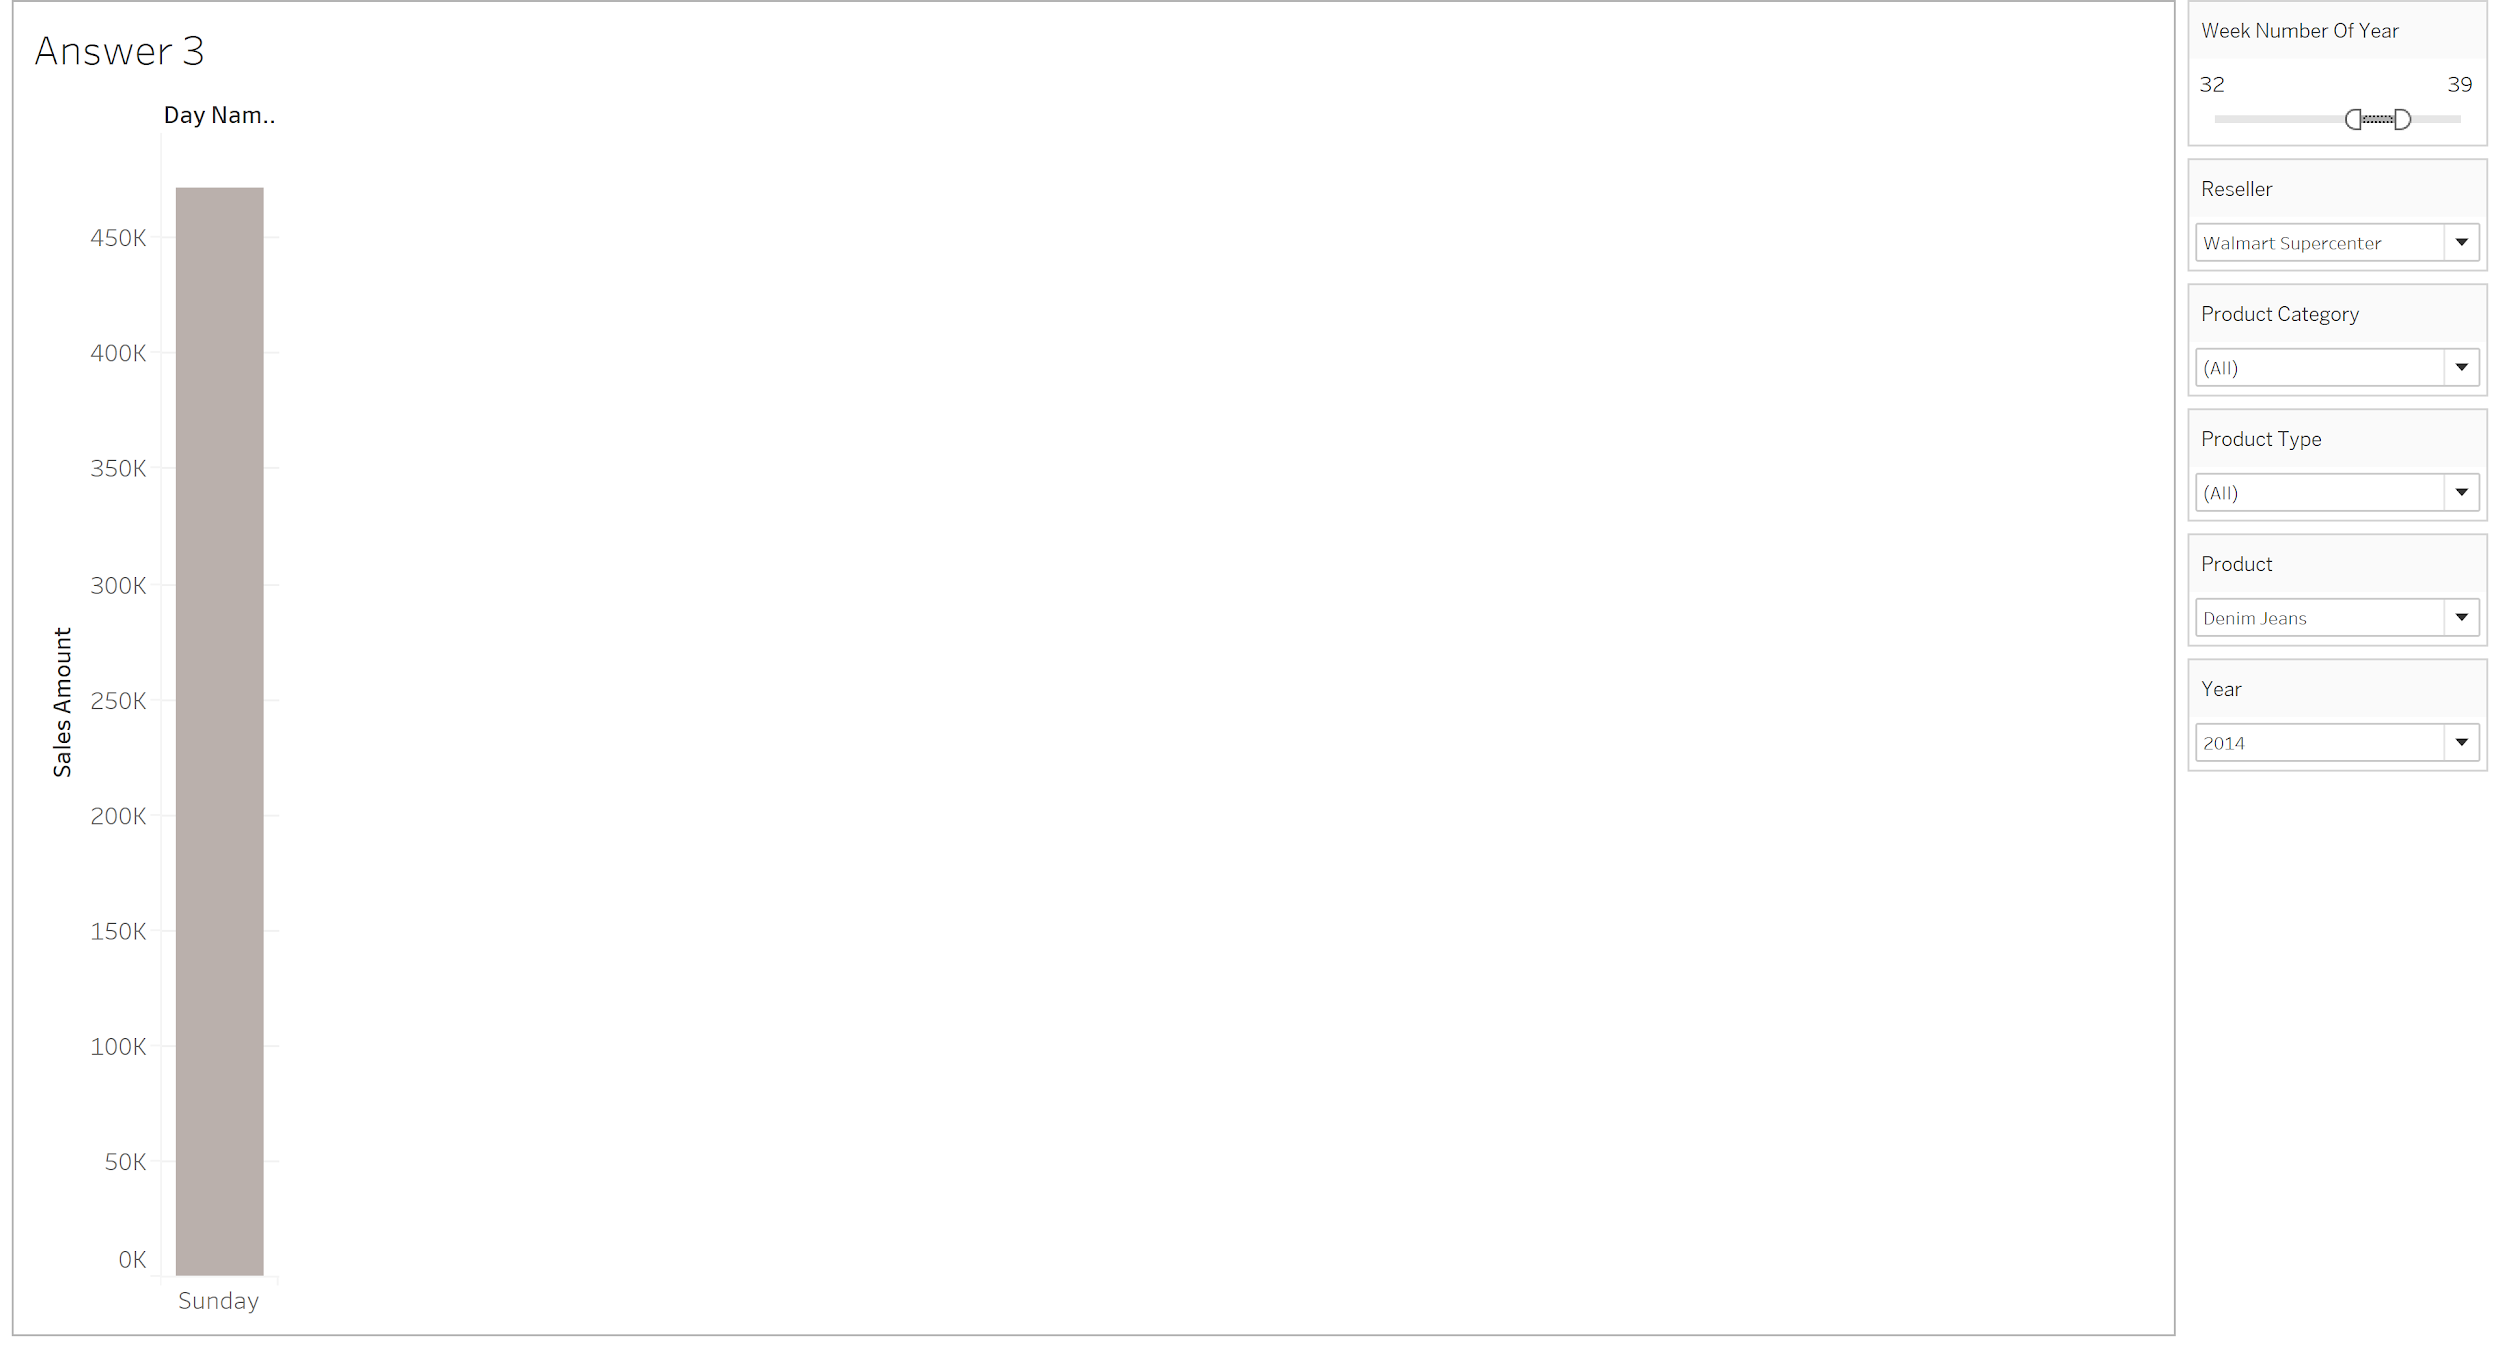 Answer 3
Day Nam..
450K
400K
350K
300K
250K
200K
150K
100K
50K
0K
Sales Amount
Sunday
Week Number Of Year
32 39
Reseller
Walmart Supercenter
Product Category
(All)
Product Type
(All)
Product
Denim Jeans
Year
2014